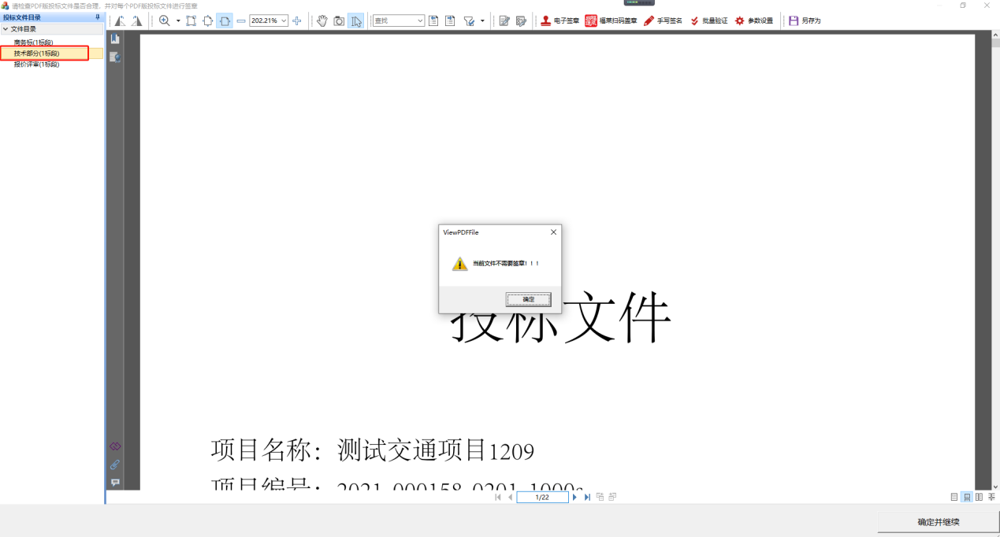 请检查PDF版投标文件是否合理，并对每个PDF版投标文件进行签章
投标文件目录
文件目录
商务标(1标段)
技术部分(1标段)
报价评审(1标段)
202.21%
查找
电子签章
福莱扫码盖章
手写签名
批量验证
参数设置
另存为
ViewPDFFile
当前文件不需要签章！！！
确定
投标文件
项目名称：测试交通项目1209
项目编号：2021-000158-0201-1000s
1/22
确定并继续